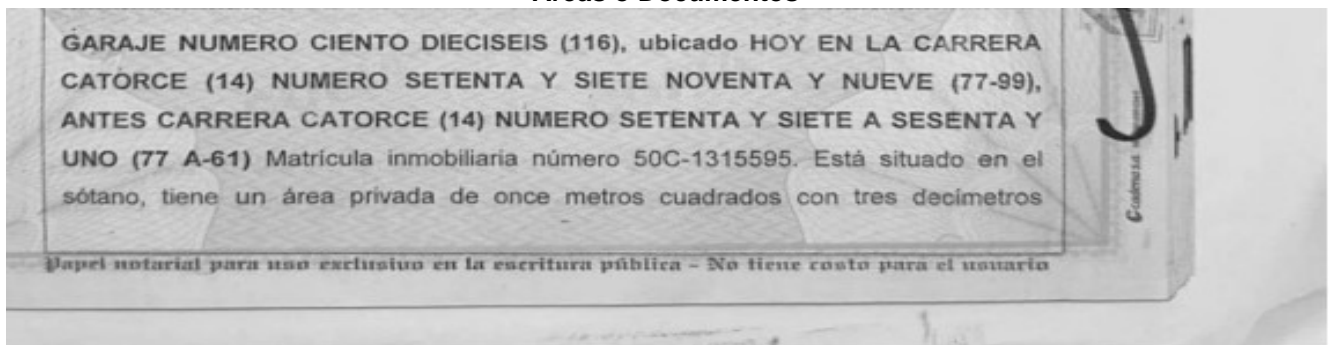 GARAJE NUMERO CIENTO DIECISEIS (116), ubicado HOY EN LA CARRERA
CATORCE (14) NUMERO SETENTA Y SIETE NOVENTA Y NUEVE (77-99),
ANTES CARRERA CATORCE (14) NUMERO SETENTA Y SIETE A SESENTA Y
UNO (77 A-61) Matrícula inmobiliaria número 50C-1315595. Está situado en el
sótano, tiene un área privada de once metros cuadrados con tres decímetros
Papel notarial para uso exclusivo en la escritura pública - No tiene costo para el usuario
Cadena s.a.